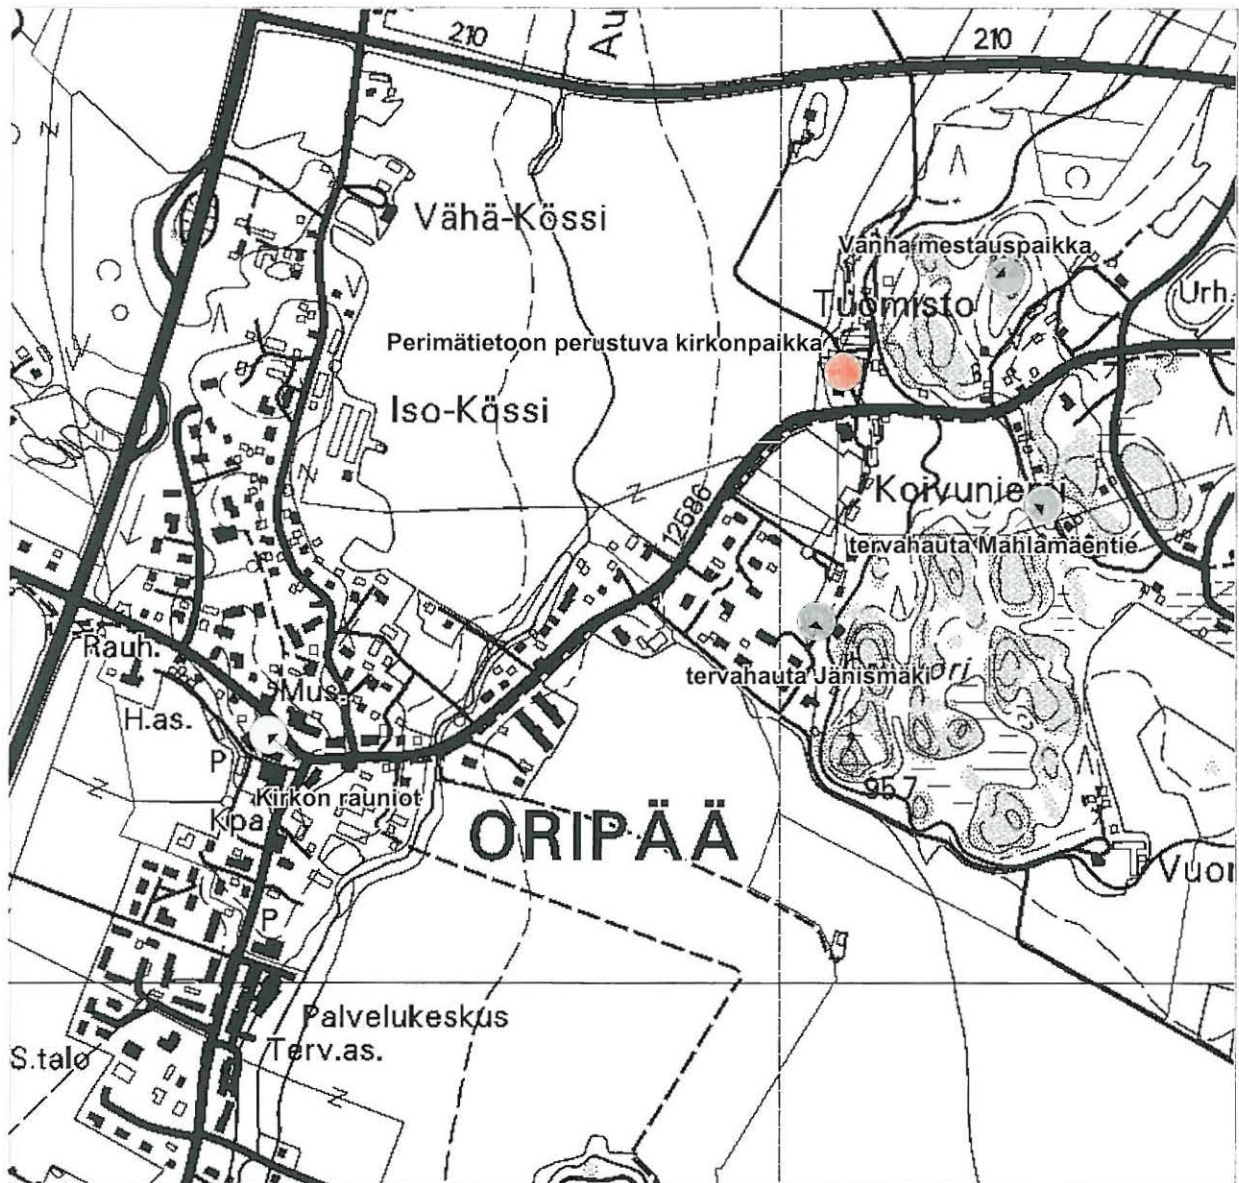 210
Au
210
Vähä-Kössi
Vanha mestauspaikka
Tuomisto
Urh.
Perimätietoon perustuva kirkonpaikka
Iso-Kössi
12586
Koivuniemi
tervahauta Mahlamäentie
Rauh.
tervahauta Jänismäki
Mus.
H.as.
P
95.7
Kirkon rauniot
Kpa
ORIPÄÄ
Vuor
P
Palvelukeskus
Terv.as.
S.talo